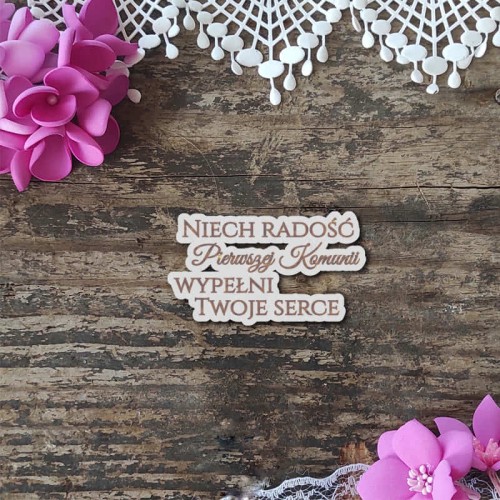 Niech radość
Pierwszej Komunii
wypełni
Twoje serce